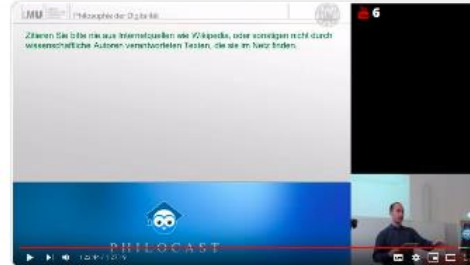 LMU
Philosophie der Digitalität
6
Zitieren Sie bitte nie aus Internetquellen wie Wikipedia, oder sonstigen nicht durch
wissenschaftliche Autoren verantworteten Texten, die sie im Netz finden.
PHILOCAST